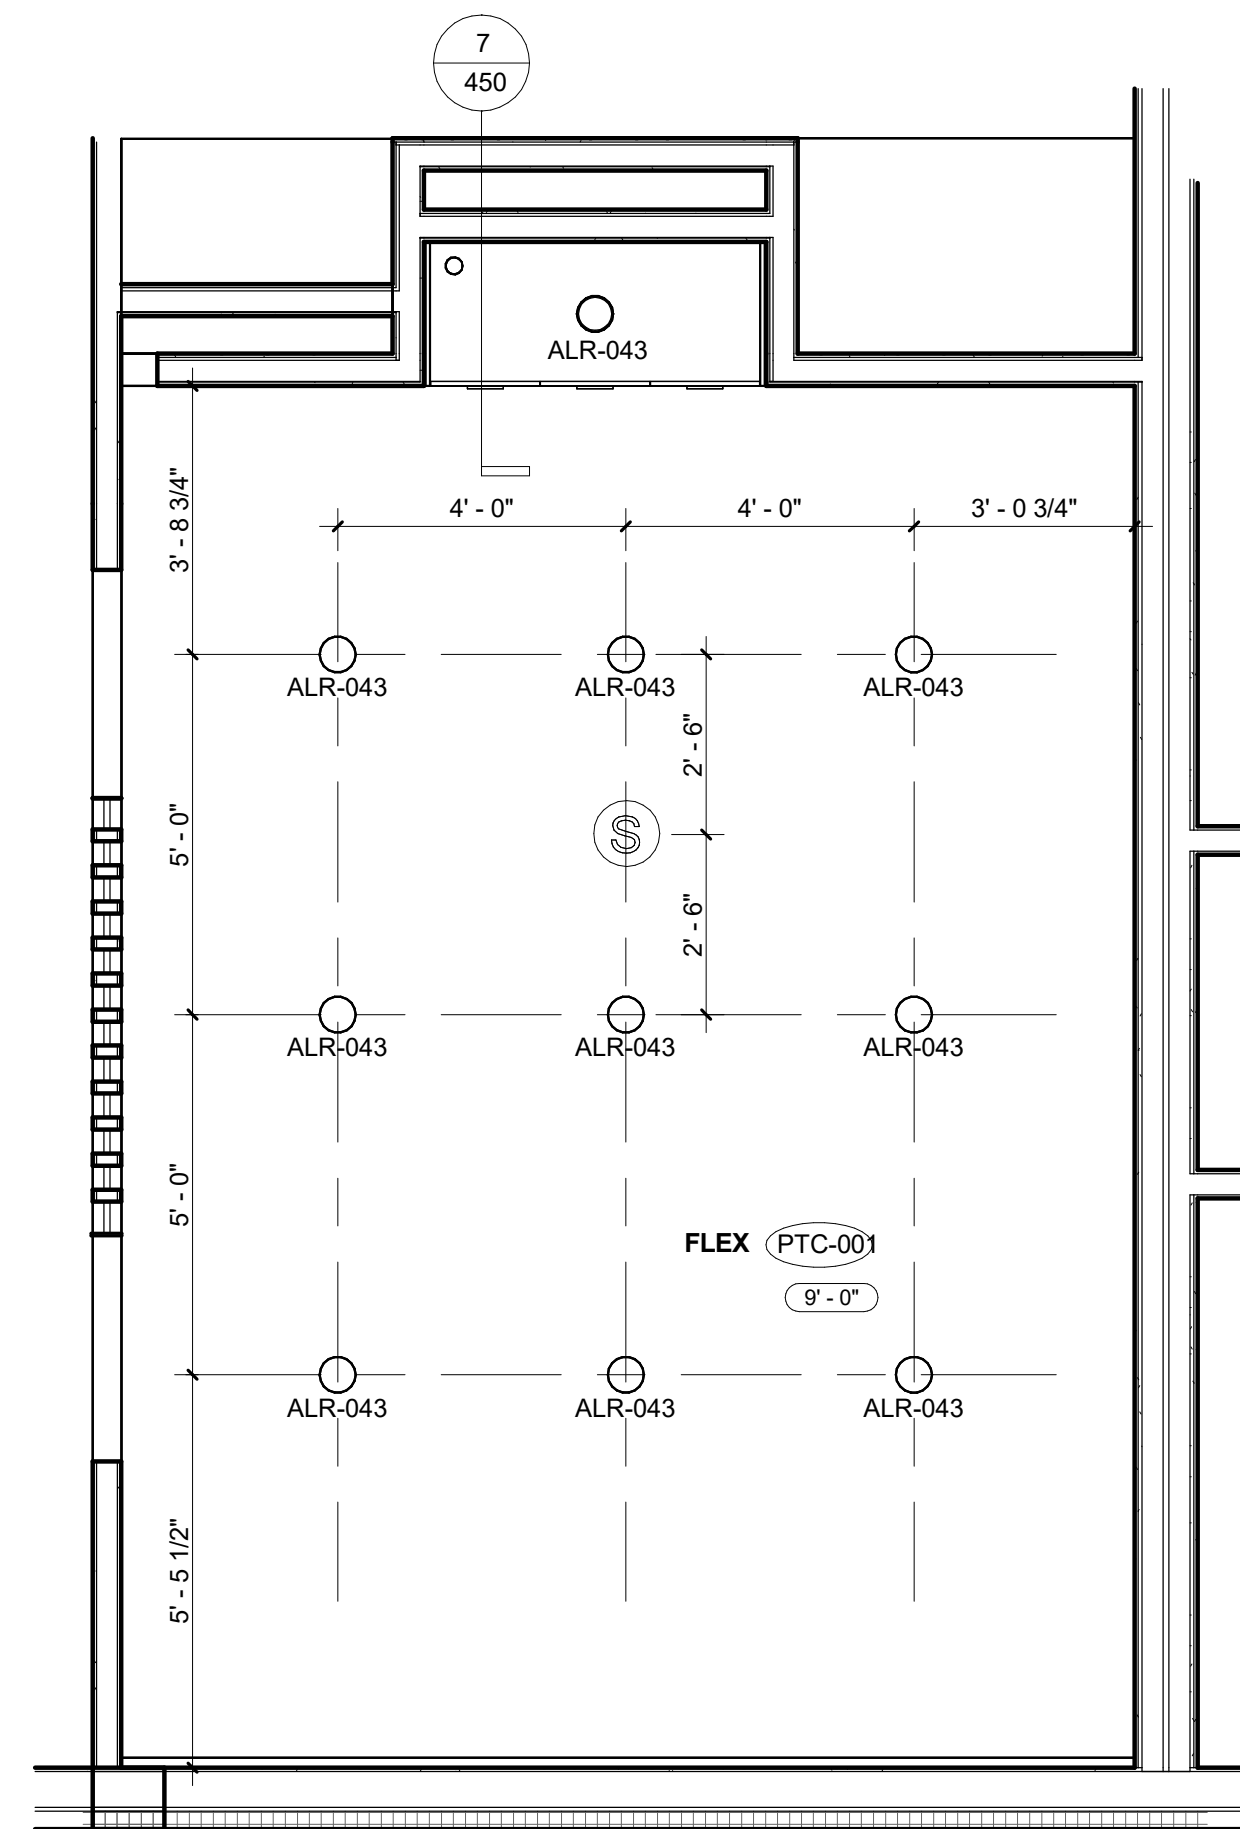 7
450
ALR-043
3' - 8 3/4"
4' - 0"
4' - 0"
3' - 0 3/4"
ALR-043
ALR-043
ALR-043
2' - 6"
5' - 0"
S
2' - 6"
ALR-043
ALR-043
ALR-043
5' - 0"
FLEX PTC-001
9' - 0"
ALR-043
ALR-043
ALR-043
5' - 5 1/2"